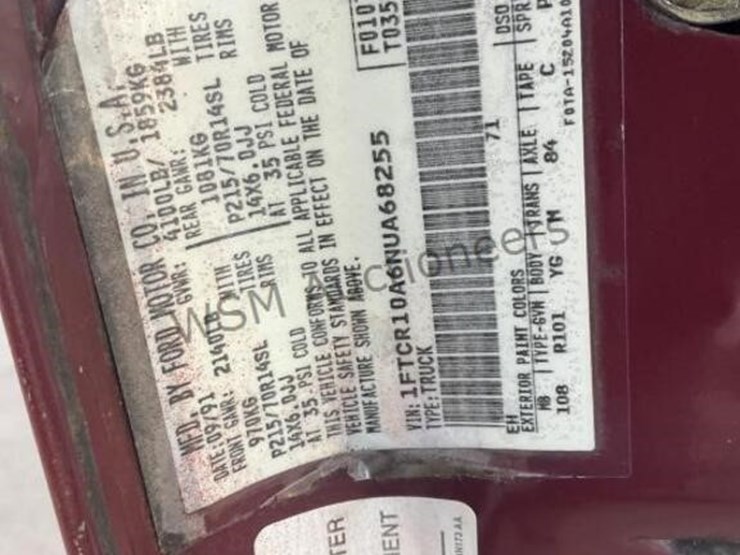 MFD. BY FORD MOTOR CO. IN U.S.A.
DATE: 09/91 GVWR: 4100LB/ 1859KG
FRONT GAWR: 2140LB WITH REAR GAWR: 2384LB WITH
970KG TIRES 1081KG TIRES
P215/70R14SL RIMS P215/70R14SL RIMS
14X6.0JJ 14X6.0JJ
AT 35 PSI COLD AT 35 PSI COLD
THIS VEHICLE CONFORMS TO ALL APPLICABLE FEDERAL MOTOR
VEHICLE SAFETY STANDARDS IN EFFECT ON THE DATE OF
MANUFACTURE SHOWN ABOVE.
VIN: 1FTCR10A6NUA68255 F010
TYPE: TRUCK T035
EH 71 DSO
EXTERIOR PAINT COLORS
WB TYPE-GVW BODY TRANS AXLE TAPE SPR
108 R101 YG M 84 C P
F0TA-15204A10
WSM Auctioneers
TER
IENT